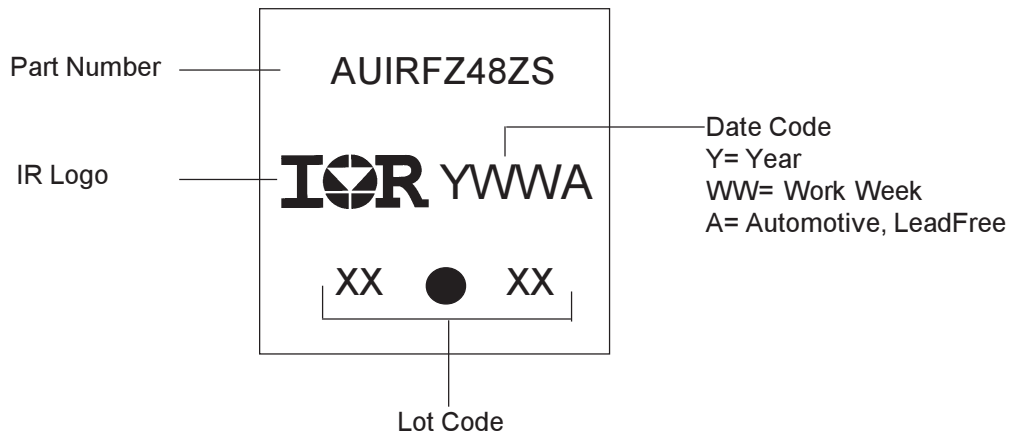 Part Number
AUIRFZ48ZS
IR Logo
IOR YWWA
Date Code
Y= Year
WW= Work Week
A= Automotive, LeadFree
XX XX
Lot Code